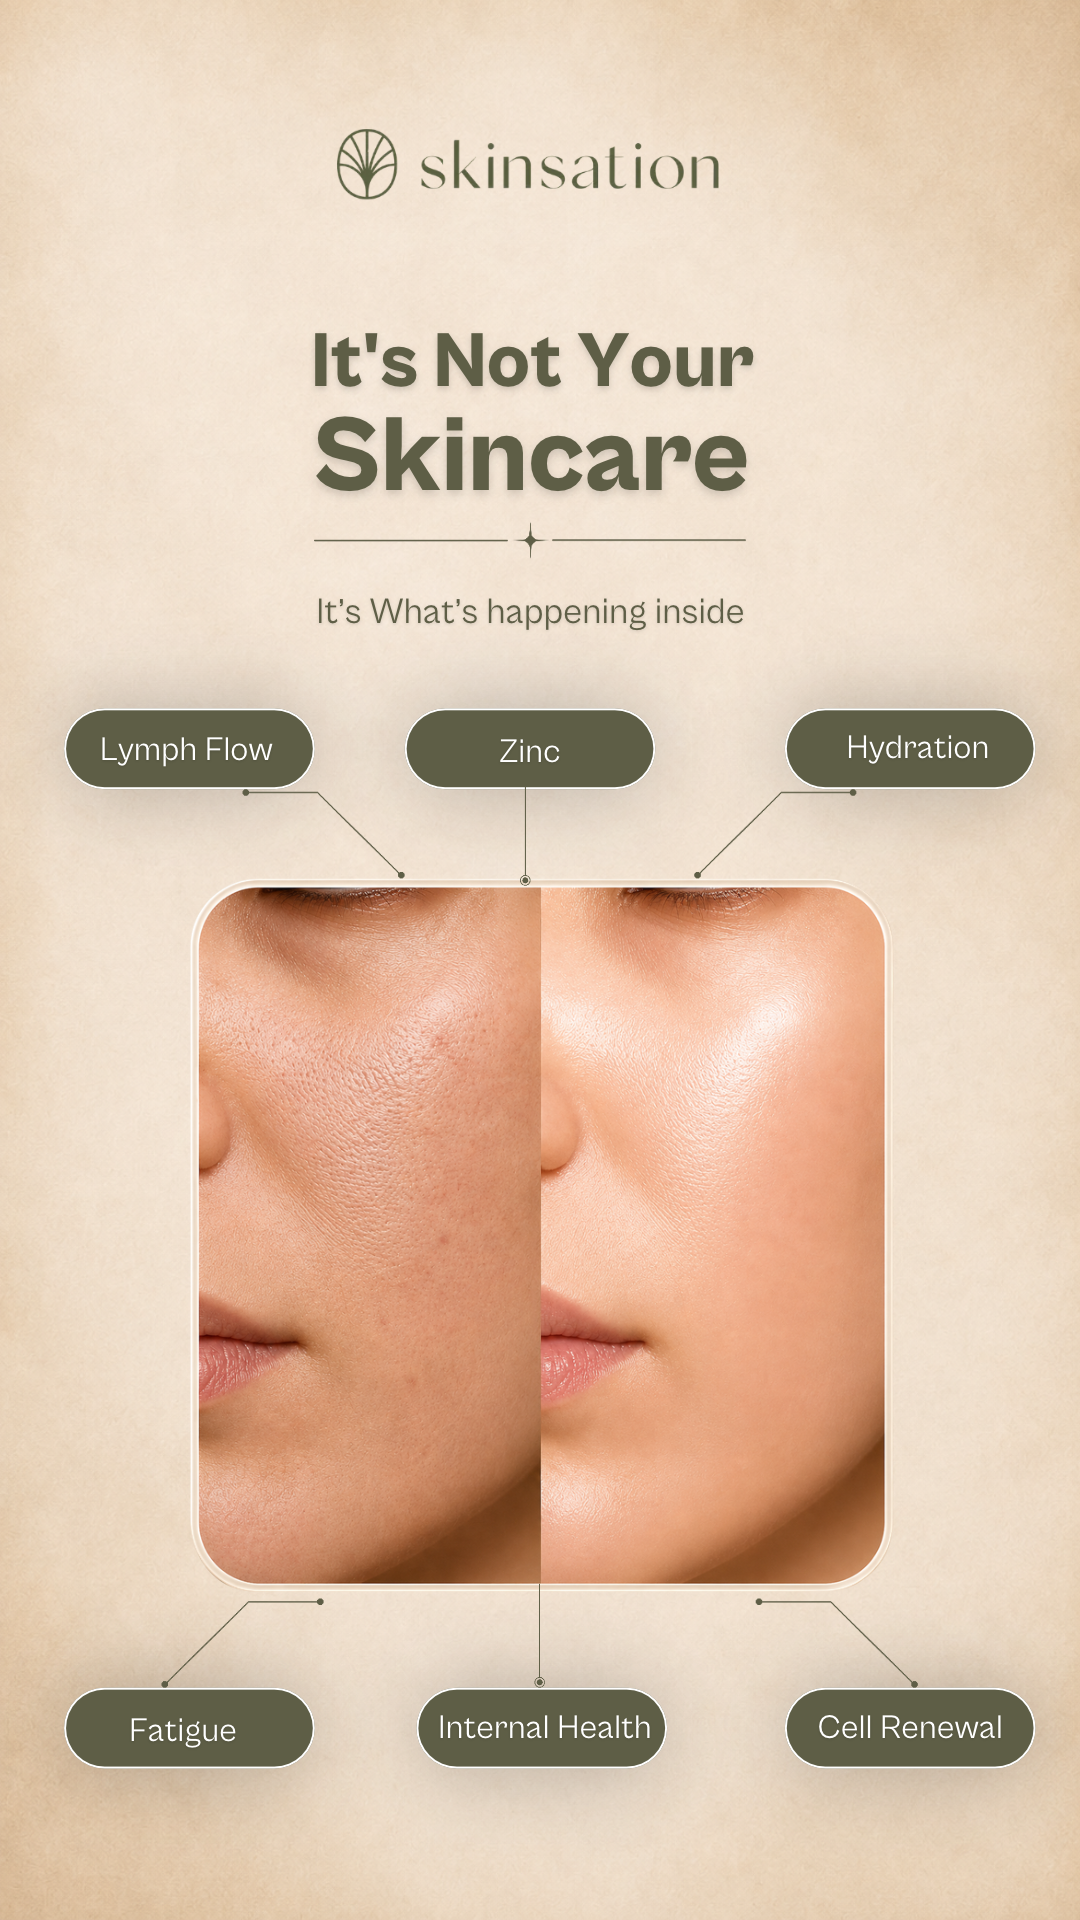 skinsation
It's Not Your
Skincare
It’s What’s happening inside
Lymph Flow
Zinc
Hydration
Fatigue
Internal Health
Cell Renewal